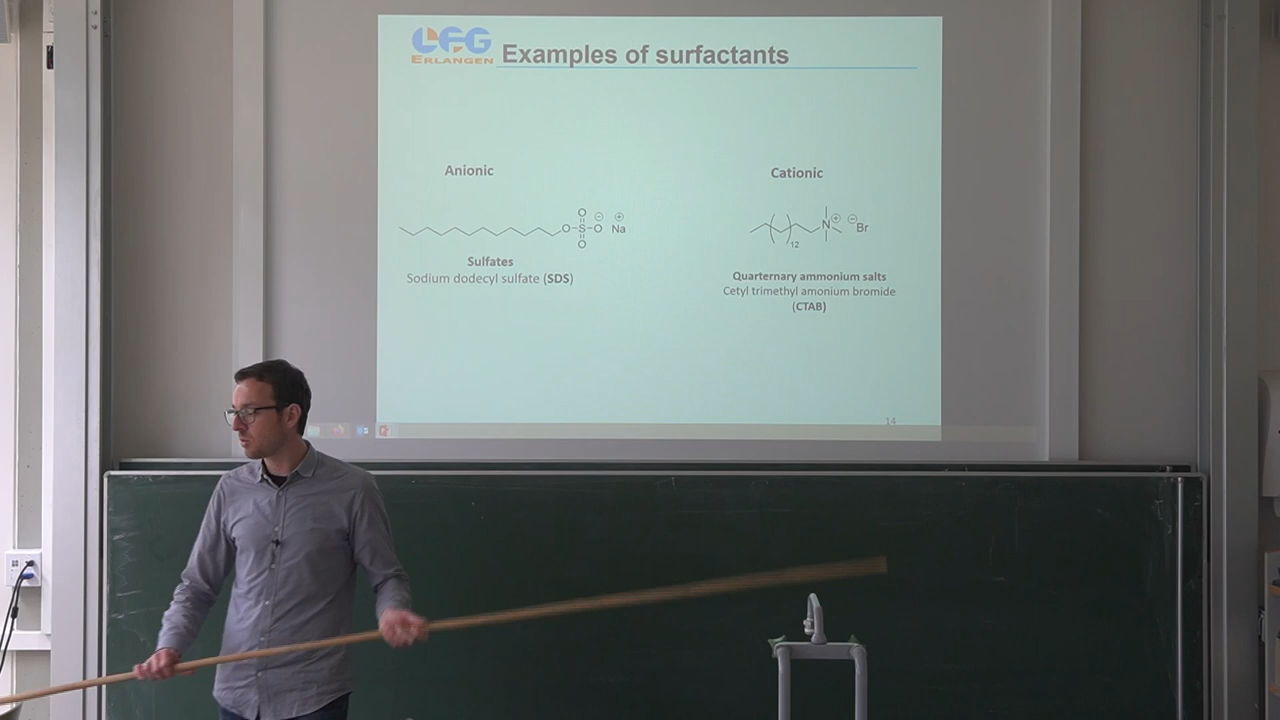 LFG
ERLANGEN
Examples of surfactants
Anionic
Cationic
O
O-S-O Na
O
N Br
12
Sulfates
Sodium dodecyl sulfate (SDS)
Quarternary ammonium salts
Cetyl trimethyl amonium bromide
(CTAB)
14